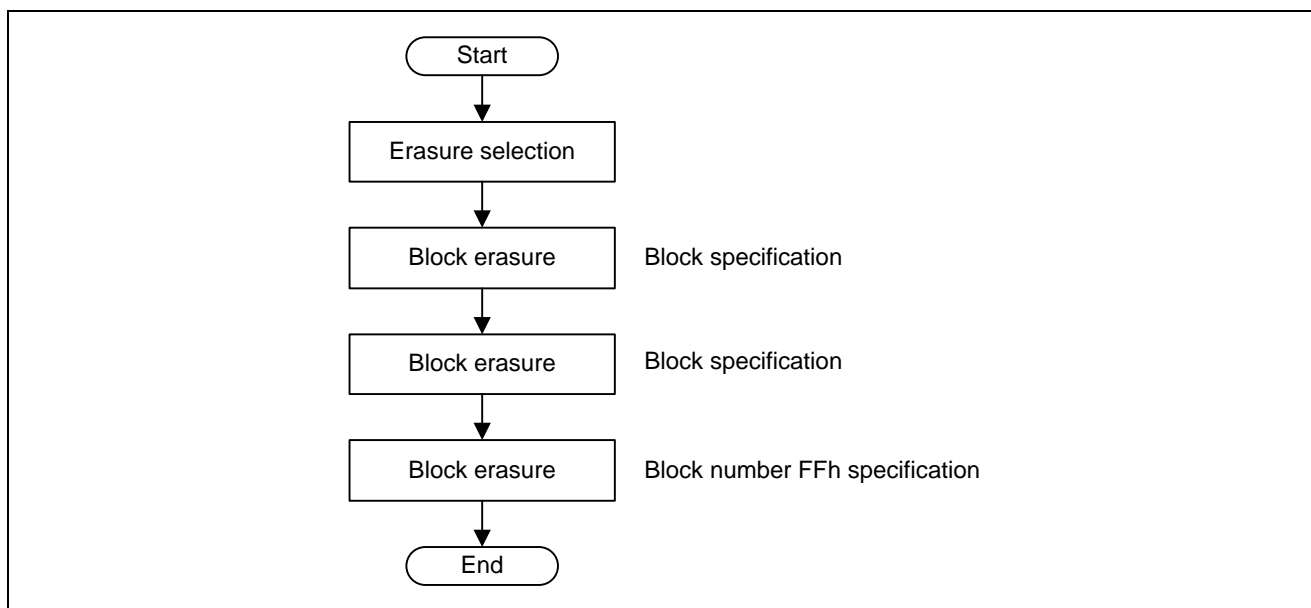 Start
Erasure selection
Block erasure
Block specification
Block erasure
Block specification
Block erasure
Block number FFh specification
End